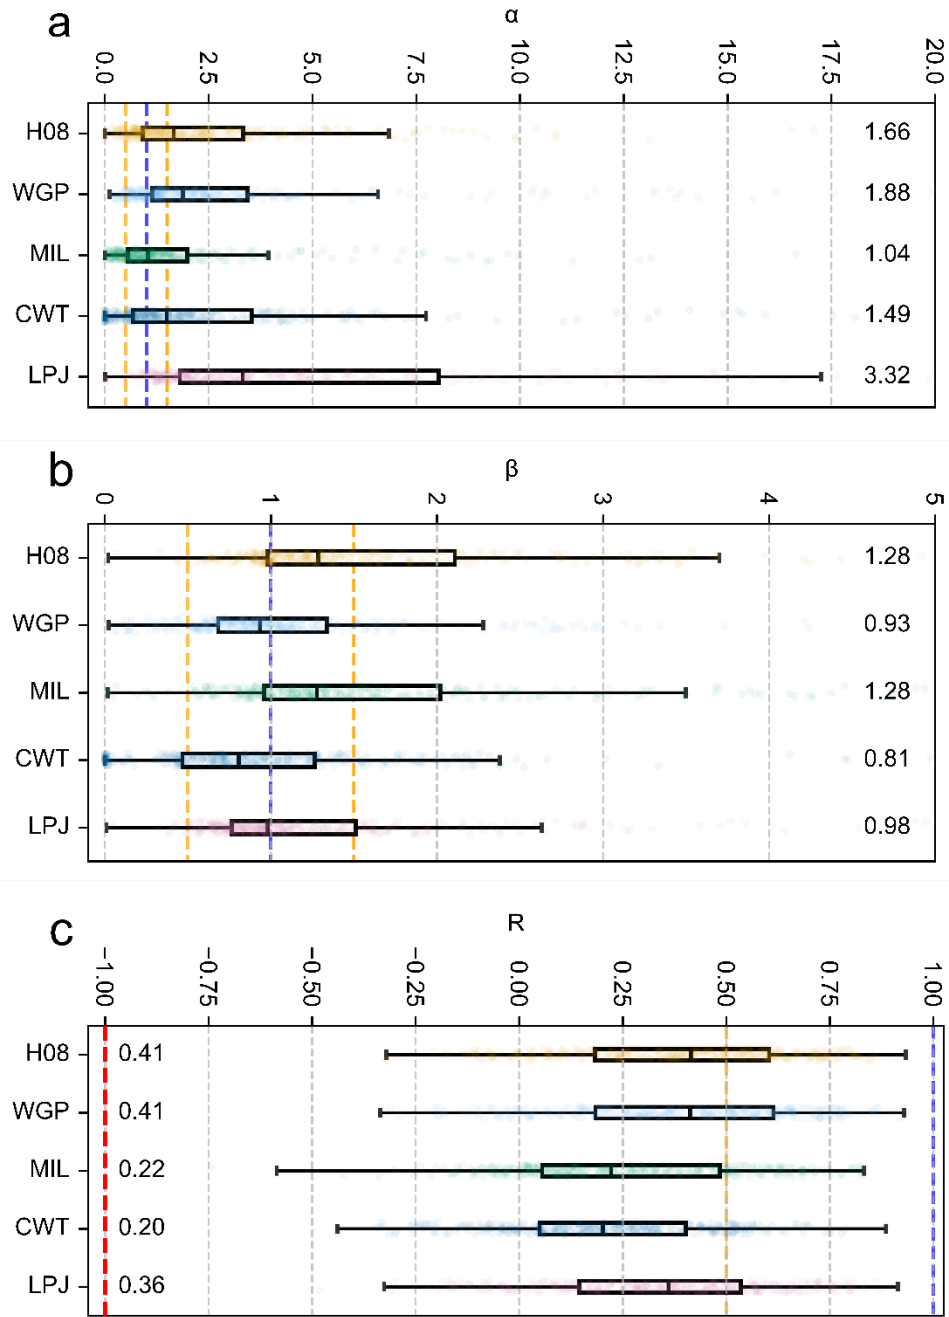 a
α
0.0 2.5 5.0 7.5 10.0 12.5 15.0 17.5 20.0
H08 1.66
WGP 1.88
MIL 1.04
CWT 1.49
LPJ 3.32
b
β
0 1 2 3 4 5
H08 1.28
WGP 0.93
MIL 1.28
CWT 0.81
LPJ 0.98
c
R
−1.00 −0.75 −0.50 −0.25 0.00 0.25 0.50 0.75 1.00
H08 0.41
WGP 0.41
MIL 0.22
CWT 0.20
LPJ 0.36